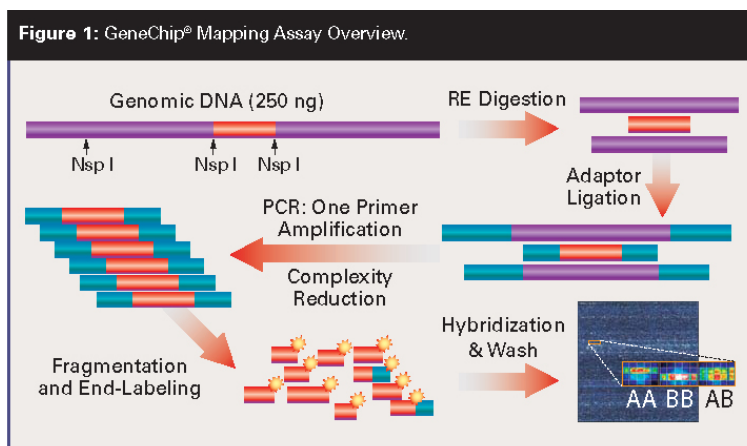 Figure 1: GeneChip® Mapping Assay Overview.
Genomic DNA (250 ng)
RE Digestion
Nsp I Nsp I Nsp I
Adaptor
Ligation
PCR: One Primer
Amplification
Complexity
Reduction
Fragmentation
and End-Labeling
Hybridization
& Wash
AA BB AB